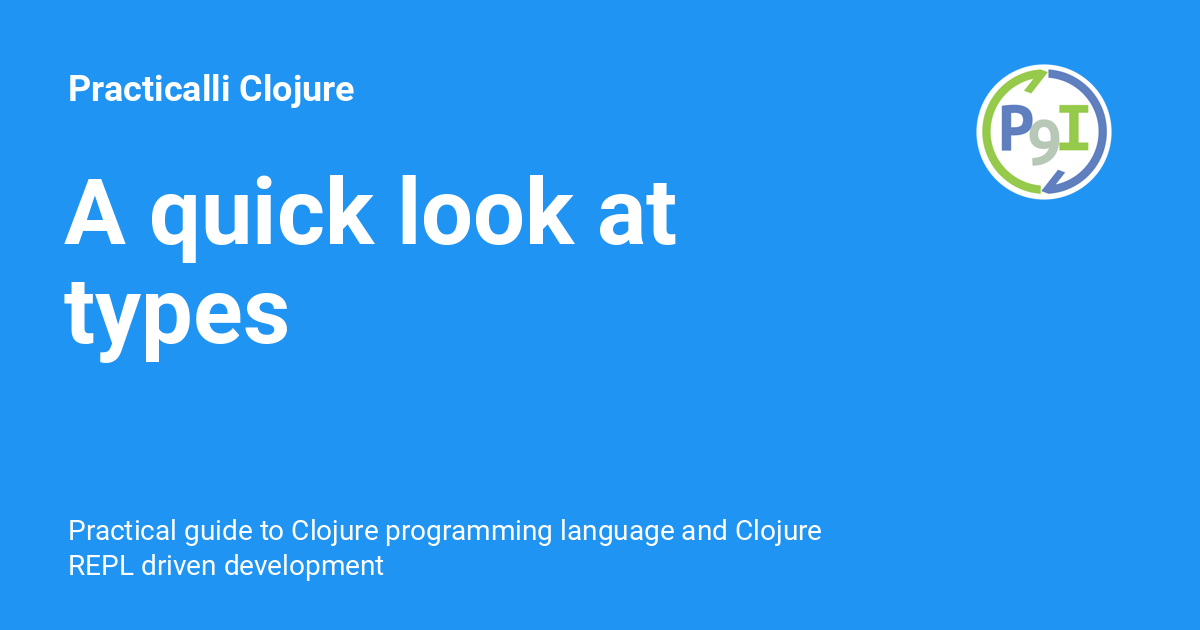 Practicalli Clojure
P9I
A quick look at
types
Practical guide to Clojure programming language and Clojure
REPL driven development